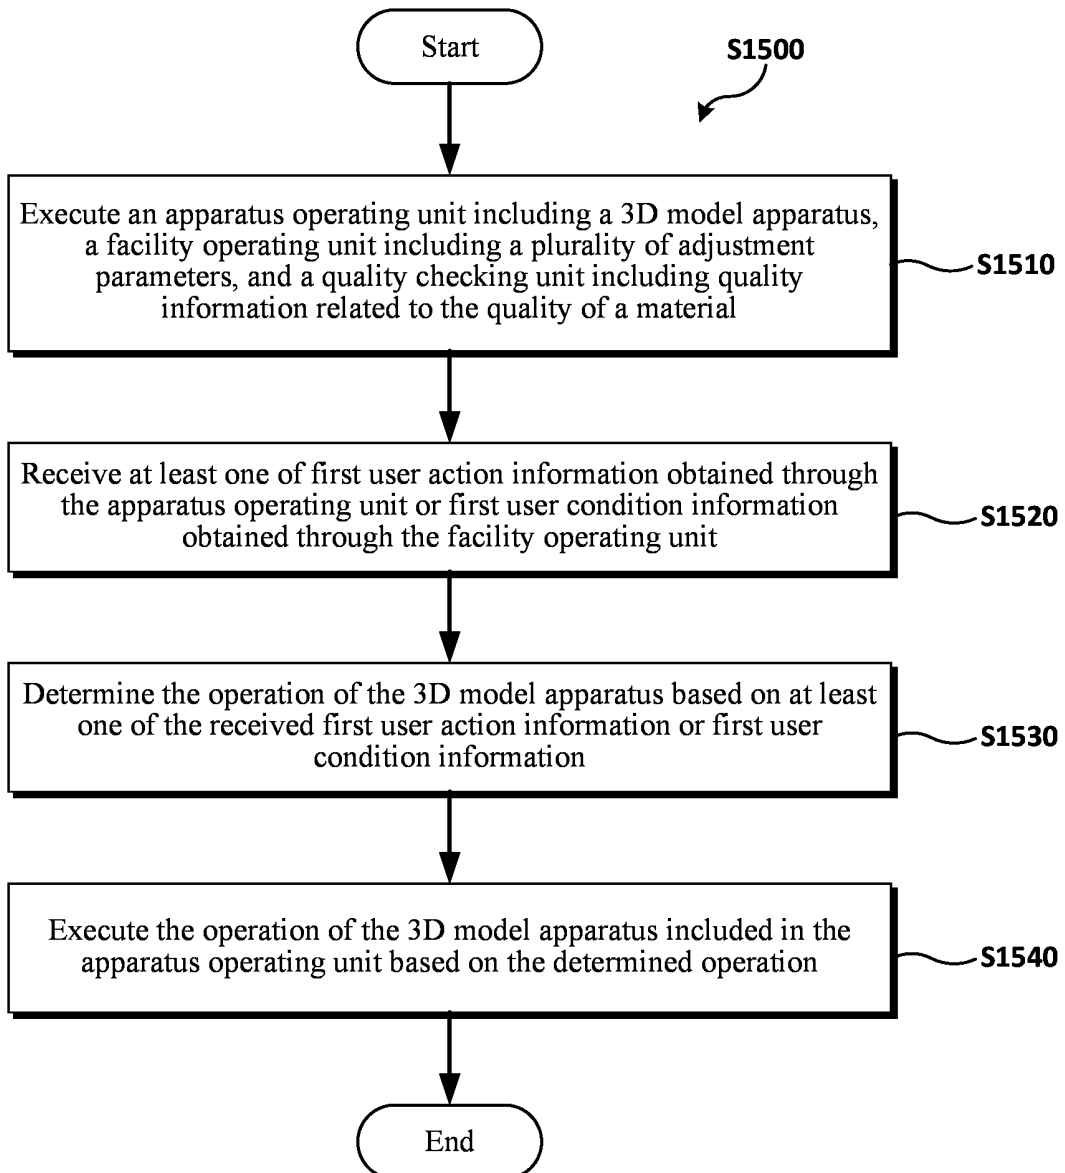 Start
S1500
Execute an apparatus operating unit including a 3D model apparatus,
a facility operating unit including a plurality of adjustment
parameters, and a quality checking unit including quality
information related to the quality of a material
S1510
Receive at least one of first user action information obtained through
the apparatus operating unit or first user condition information
obtained through the facility operating unit
S1520
Determine the operation of the 3D model apparatus based on at least
one of the received first user action information or first user
condition information
S1530
Execute the operation of the 3D model apparatus included in the
apparatus operating unit based on the determined operation
S1540
End